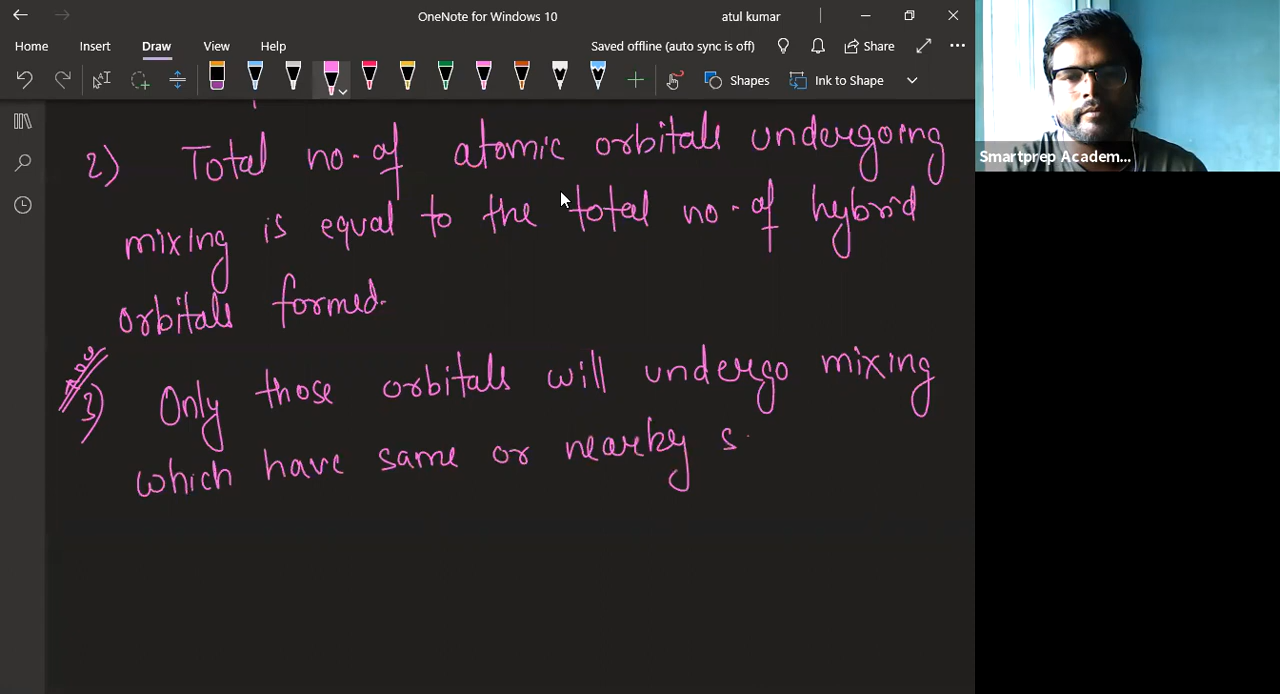 OneNote for Windows 10
atul kumar
Home Insert Draw View Help
Saved offline (auto sync is off)
Share
Shapes
Ink to Shape
Smartprep Academ...
2) Total no. of atomic orbitals undergoing
mixing is equal to the total no. of hybrid
orbitals formed.
3) Only those orbitals will undergo mixing
which have same or nearby s